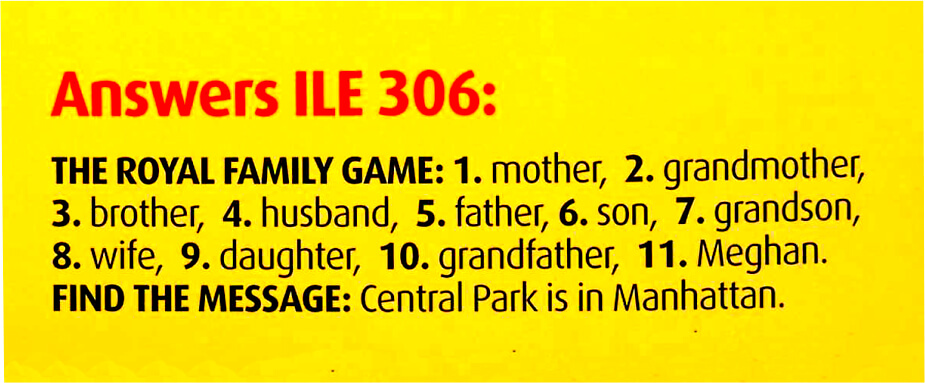 Answers ILE 306:
THE ROYAL FAMILY GAME: 1. mother, 2. grandmother,
3. brother, 4. husband, 5. father, 6. son, 7. grandson,
8. wife, 9. daughter, 10. grandfather, 11. Meghan.
FIND THE MESSAGE: Central Park is in Manhattan.